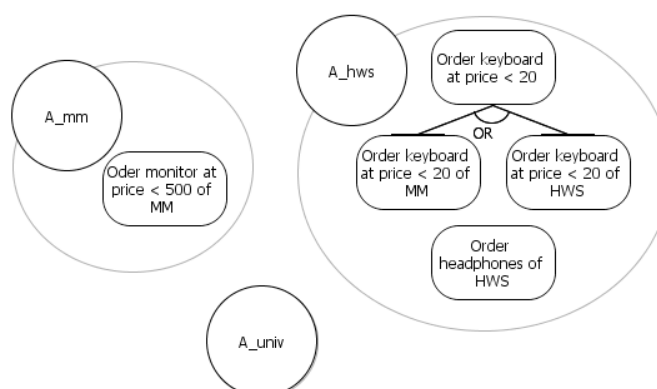 A_mm
Oder monitor at
price < 500 of
MM
A_hws
Order keyboard
at price < 20
OR
Order keyboard
at price < 20 of
MM
Order keyboard
at price < 20 of
HWS
Order
headphones of
HWS
A_univ